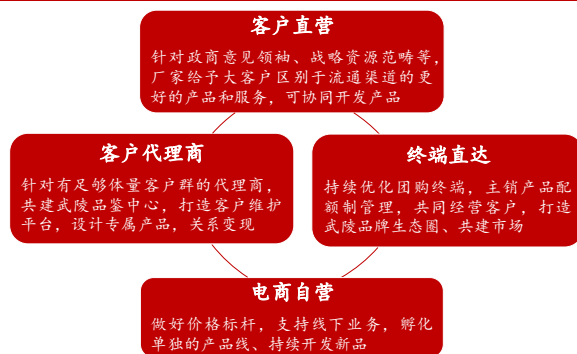 客户直营
针对政商意见领袖、战略资源范畴等，
厂家给予大客户区别于流通渠道的更
好的产品和服务，可协同开发产品
客户代理商
针对有足够体量客户群的代理商，
共建武陵品鉴中心，打造客户维护
平台，设计专属产品，关系变现
终端直达
持续优化团购终端，主销产品配
额制管理，共同经营客户，打造
武陵品牌生态圈、共建市场
电商自营
做好价格标杆，支持线下业务，孵化
单独的产品线、持续开发新品